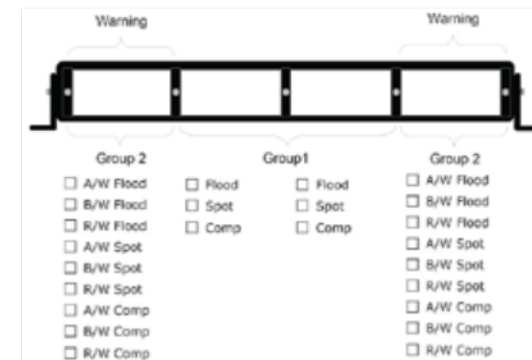 Warning Warning
Group 2 Group1 Group 2
☐ A/W Flood ☐ Flood ☐ Flood ☐ A/W Flood
☐ B/W Flood ☐ Spot ☐ Spot ☐ B/W Flood
☐ R/W Flood ☐ Comp ☐ Comp ☐ R/W Flood
☐ A/W Spot ☐ A/W Spot
☐ B/W Spot ☐ B/W Spot
☐ R/W Spot ☐ R/W Spot
☐ A/W Comp ☐ A/W Comp
☐ B/W Comp ☐ B/W Comp
☐ R/W Comp ☐ R/W Comp